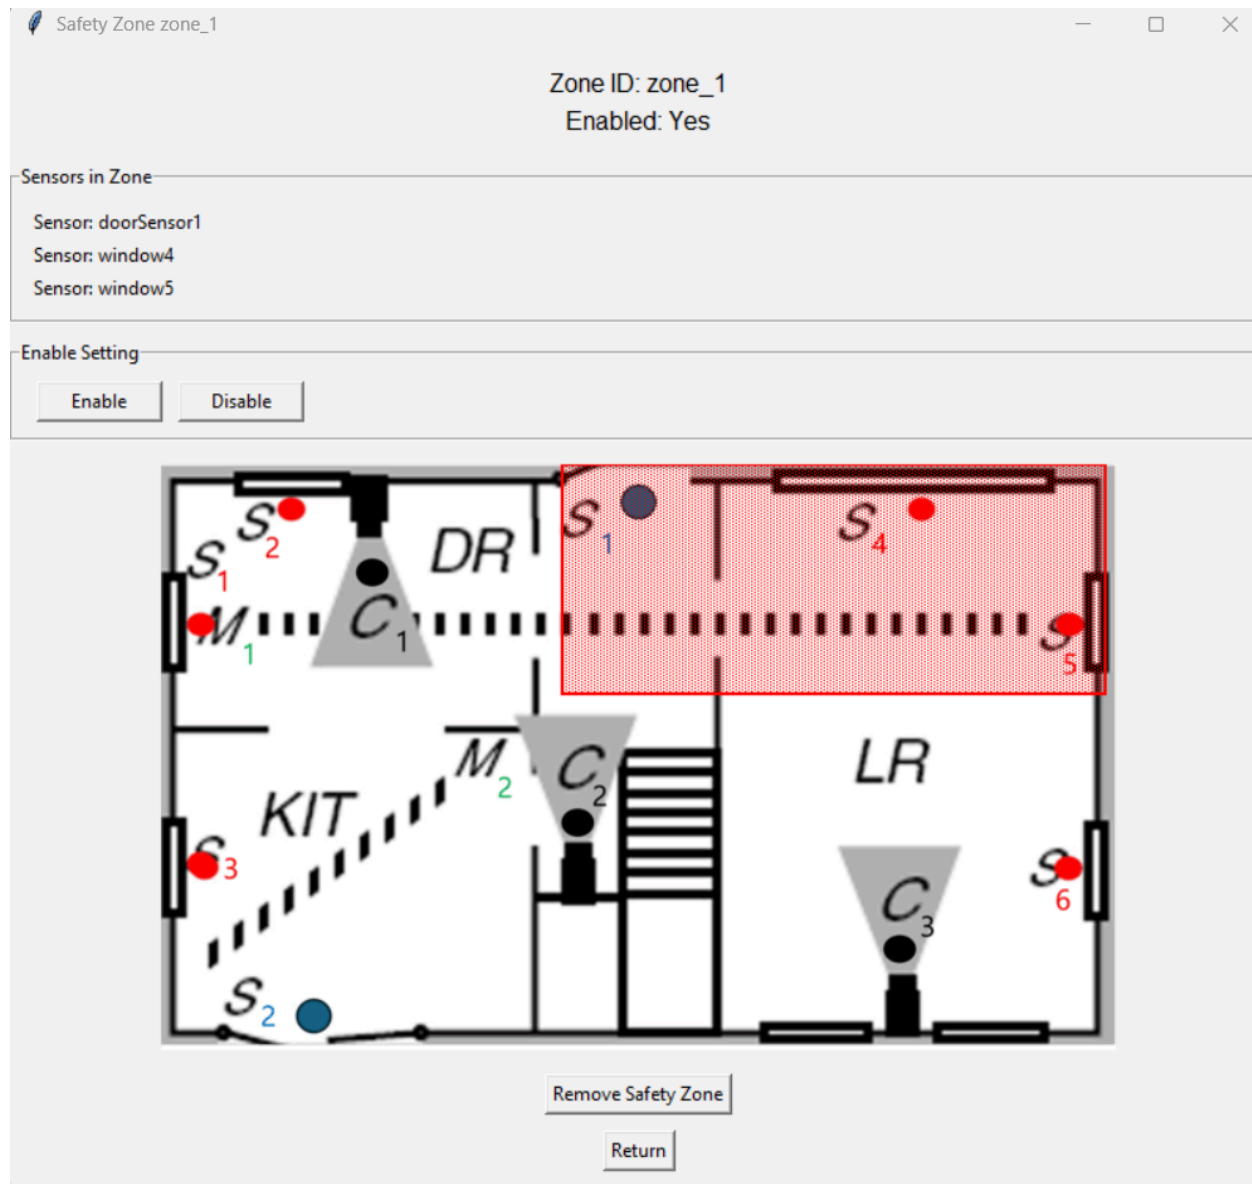 Safety Zone zone_1
Zone ID: zone_1
Enabled: Yes
Sensors in Zone
Sensor: doorSensor1
Sensor: window4
Sensor: window5
Enable Setting
Enable
Disable
S2
S1
DR
S1
S4
M1
C1
S5
M2
C2
LR
KIT
S3
S6
C3
S2
Remove Safety Zone
Return